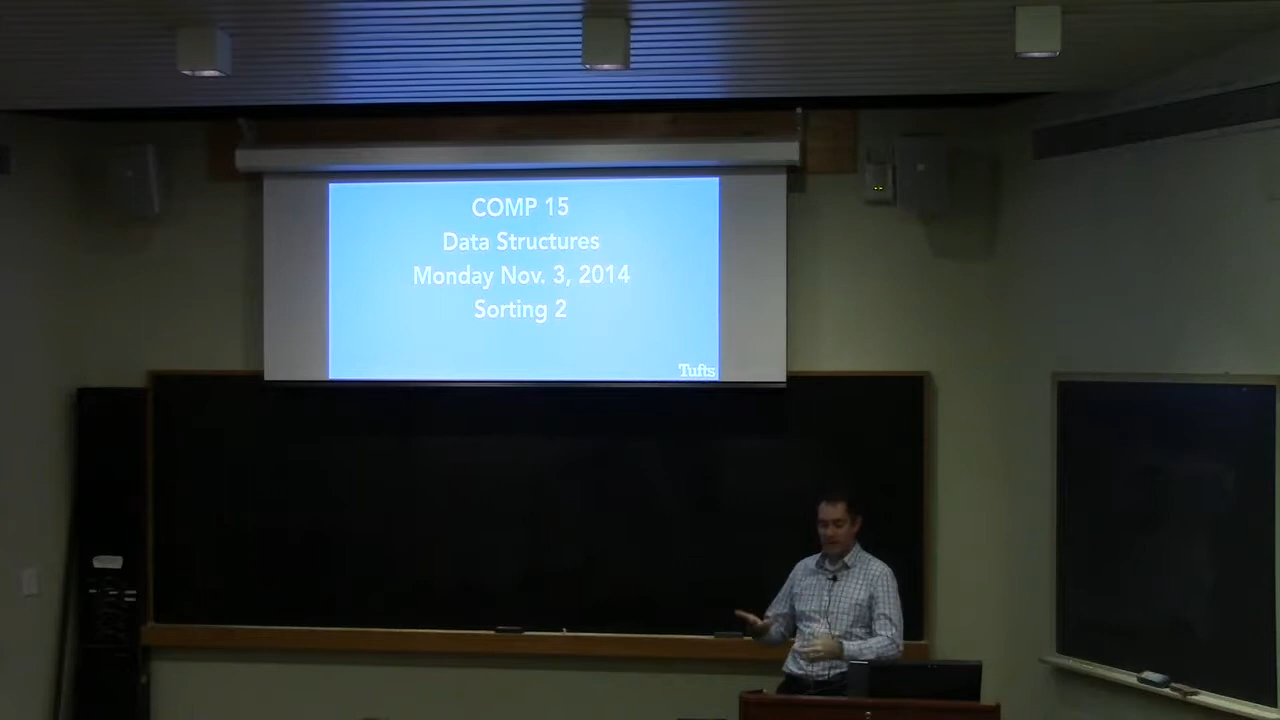 COMP 15
Data Structures
Monday Nov. 3, 2014
Sorting 2
Tufts